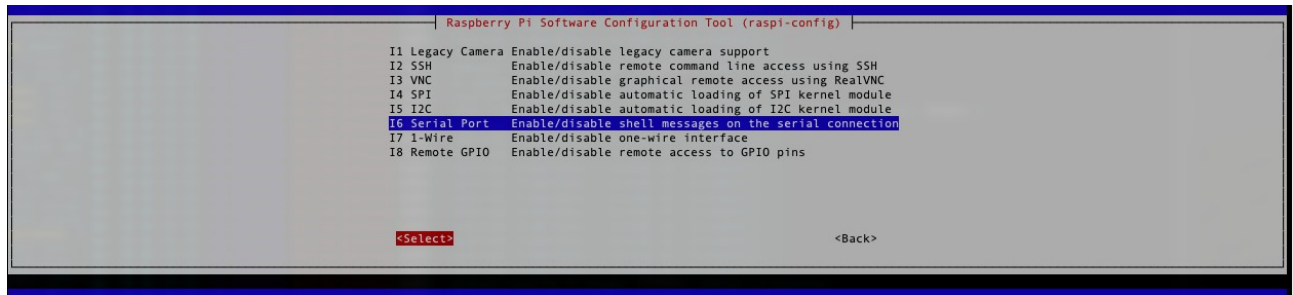 Raspberry Pi Software Configuration Tool (raspi-config)
I1 Legacy Camera Enable/disable legacy camera support
I2 SSH Enable/disable remote command line access using SSH
I3 VNC Enable/disable graphical remote access using RealVNC
I4 SPI Enable/disable automatic loading of SPI kernel module
I5 I2C Enable/disable automatic loading of I2C kernel module
I6 Serial Port Enable/disable shell messages on the serial connection
I7 1-Wire Enable/disable one-wire interface
I8 Remote GPIO Enable/disable remote access to GPIO pins
<Select> <Back>